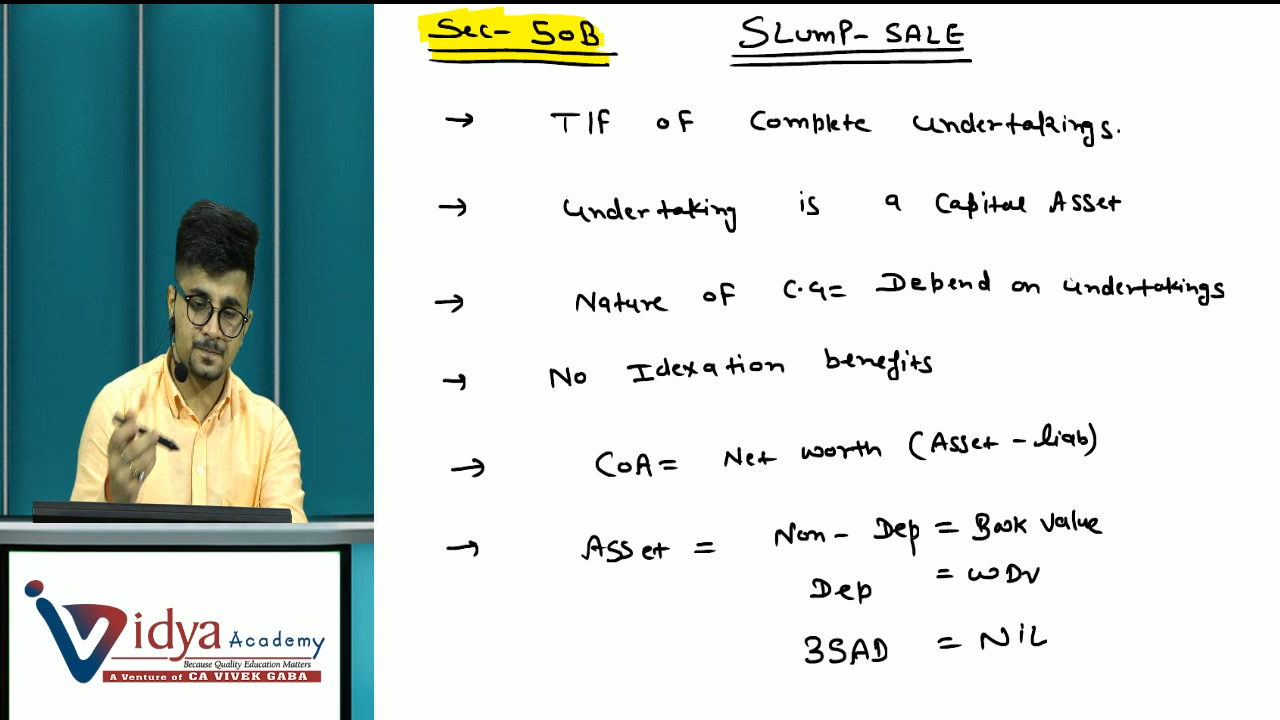 Sec- 50B SLumP- SALE
→ T|f of Complete undertakings.
→ undertaking is a Capital Asset
→ Nature of C.G= Depend on undertakings
→ No Idexation benefits
→ CoA= Net worth (Asset - liab)
→ Asset = Non- Dep = Book value
Dep = WDV
35AD = NiL
Vidya Academy
Because Quality Education Matters
A Venture of CA VIVEK GABA